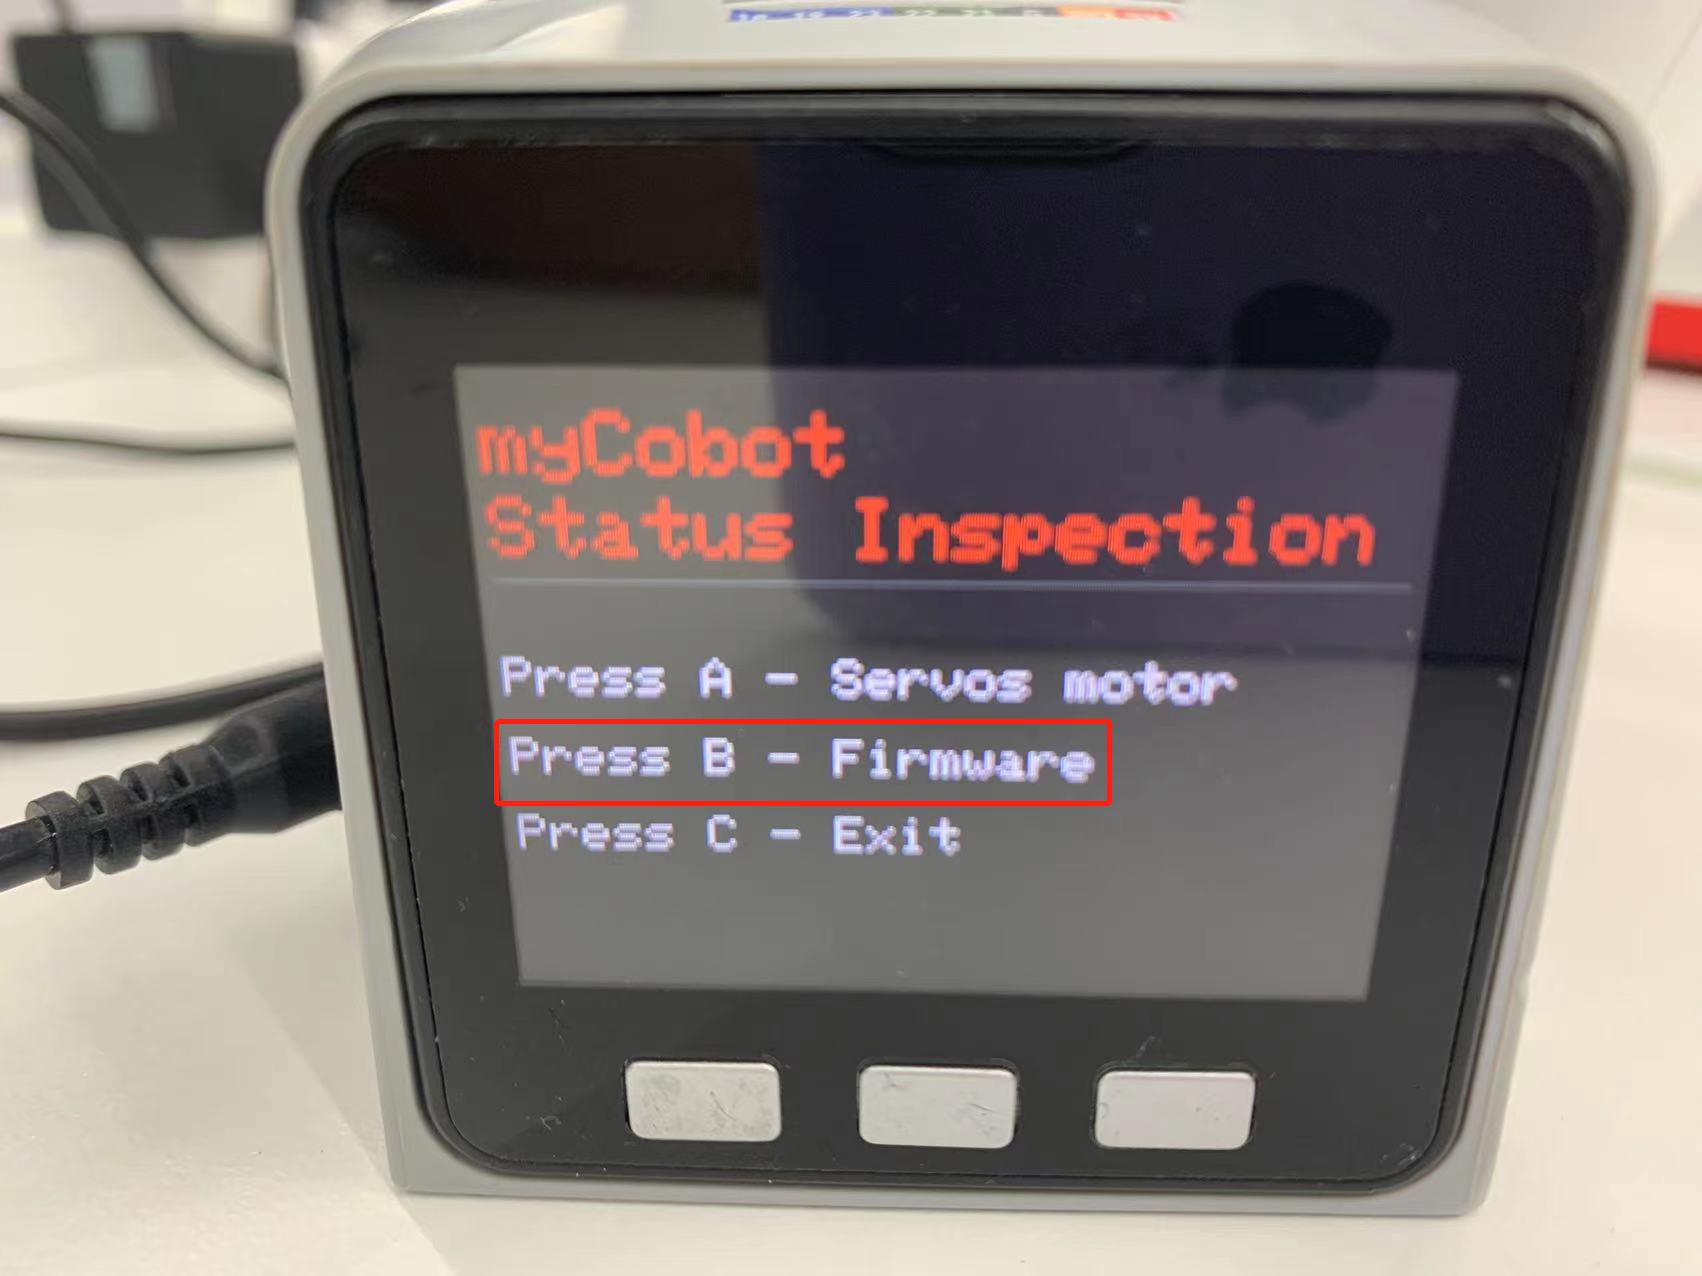 myCobot
Status Inspection
Press A - Servos motor
Press B - Firmware
Press C - Exit